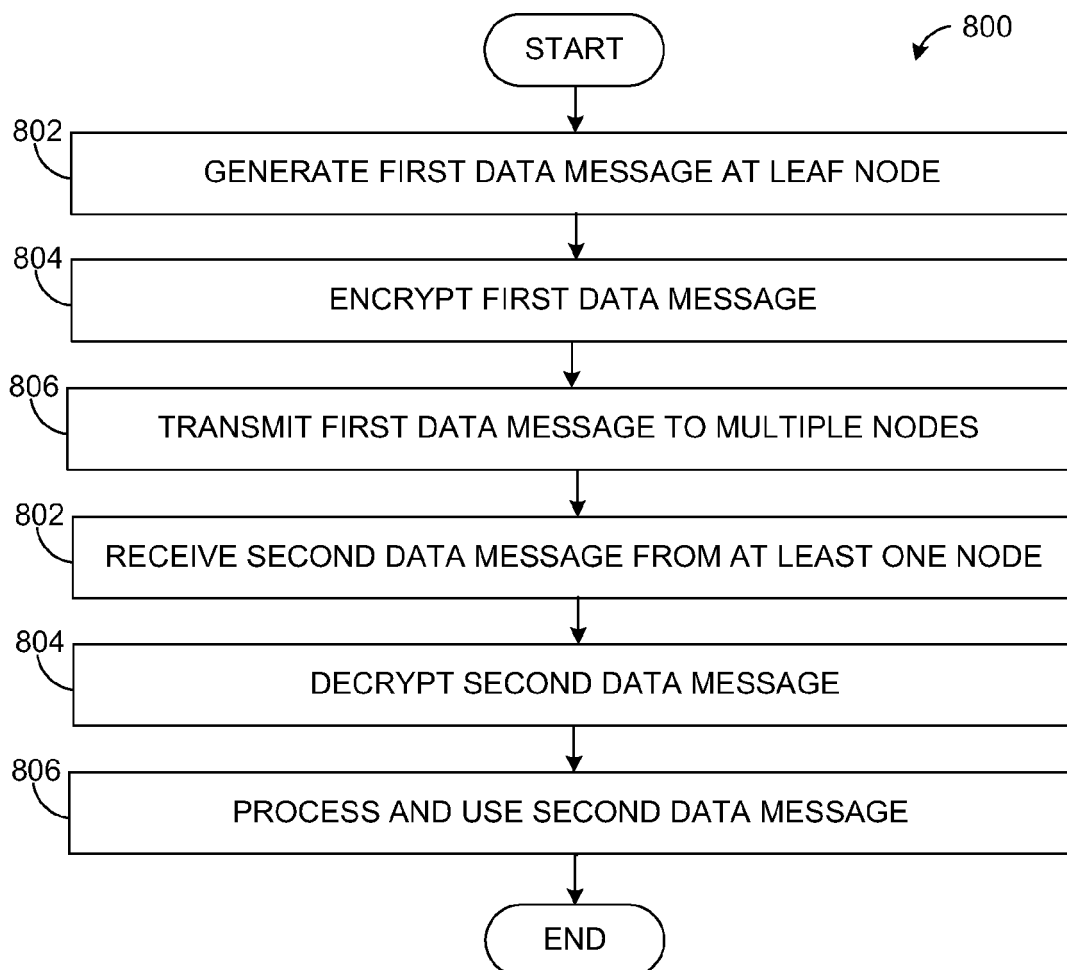 START
800
802
GENERATE FIRST DATA MESSAGE AT LEAF NODE
804
ENCRYPT FIRST DATA MESSAGE
806
TRANSMIT FIRST DATA MESSAGE TO MULTIPLE NODES
802
RECEIVE SECOND DATA MESSAGE FROM AT LEAST ONE NODE
804
DECRYPT SECOND DATA MESSAGE
806
PROCESS AND USE SECOND DATA MESSAGE
END